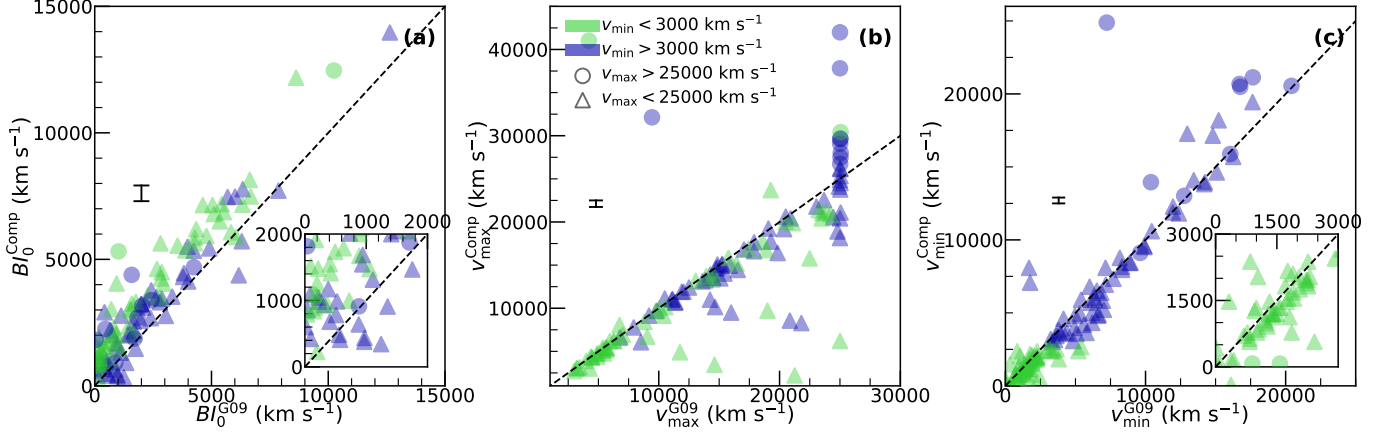 (a)
15000
10000
5000
0
0
5000
10000
15000
BI₀^Comp (km s⁻¹)
BI₀^G09 (km s⁻¹)
0
1000
2000
2000
1000
0
(b)
v_min < 3000 km s⁻¹
v_min > 3000 km s⁻¹
v_max > 25000 km s⁻¹
v_max < 25000 km s⁻¹
40000
30000
20000
10000
10000
20000
30000
v_max^Comp (km s⁻¹)
v_max^G09 (km s⁻¹)
(c)
20000
10000
0
0
10000
20000
v_min^Comp (km s⁻¹)
v_min^G09 (km s⁻¹)
0
1500
3000
3000
1500
0